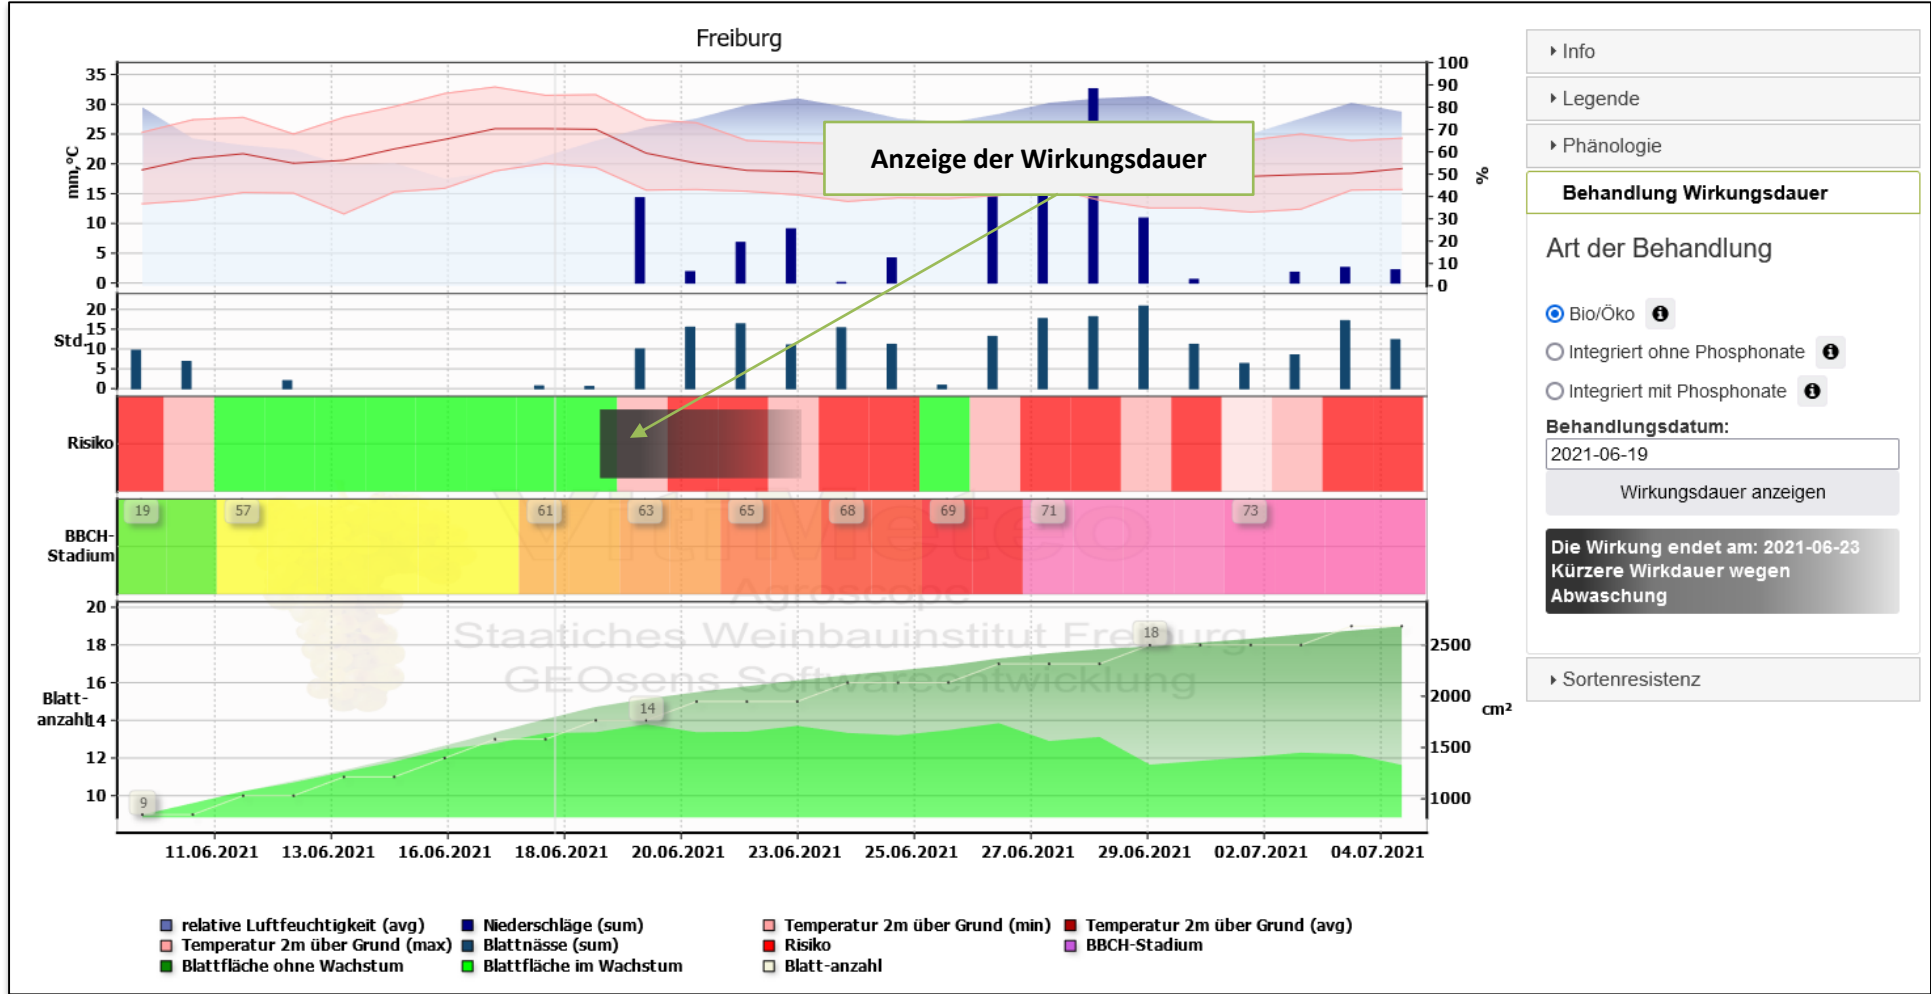 Freiburg
35
30
25
20
15
10
5
0
mm,°C
100
90
80
70
60
50
40
30
20
10
0
%
Anzeige der Wirkungsdauer
20
15
10
5
0
Std.
Risiko
BBCH-
Stadium
19 57 61 63 65 68 69 71 73
VitiMeteo
Agroscope
Staatiches Weinbauinstitut Freiburg
GEOsens Softwareentwicklung
20
18
16
14
12
10
Blatt-
anzahl
9 14 18
2500
2000
1500
1000
cm²
11.06.2021 13.06.2021 16.06.2021 18.06.2021 20.06.2021 23.06.2021 25.06.2021 27.06.2021 29.06.2021 02.07.2021 04.07.2021
relative Luftfeuchtigkeit (avg) Niederschläge (sum) Temperatur 2m über Grund (min) Temperatur 2m über Grund (avg)
Temperatur 2m über Grund (max) Blattnässe (sum) Risiko BBCH-Stadium
Blattfläche ohne Wachstum Blattfläche im Wachstum Blatt-anzahl
Info
Legende
Phänologie
Behandlung Wirkungsdauer
Art der Behandlung
Bio/Öko
Integriert ohne Phosphonate
Integriert mit Phosphonate
Behandlungsdatum:
2021-06-19
Wirkungsdauer anzeigen
Die Wirkung endet am: 2021-06-23
Kürzere Wirkdauer wegen
Abwaschung
Sortenresistenz